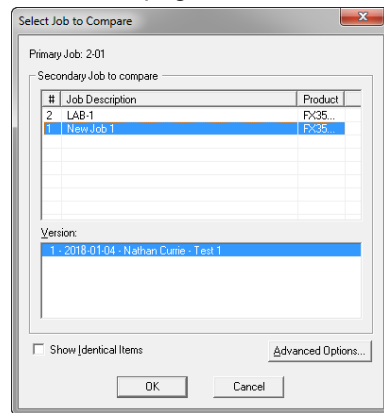 Select Job to Compare
Primary Job: 2-01
Secondary Job to compare
# Job Description Product
2 LAB-1 FX35...
1 New Job 1 FX35...
Version:
1 - 2018-01-04 - Nathan Currie - Test 1
Show Identical Items
Advanced Options...
OK Cancel